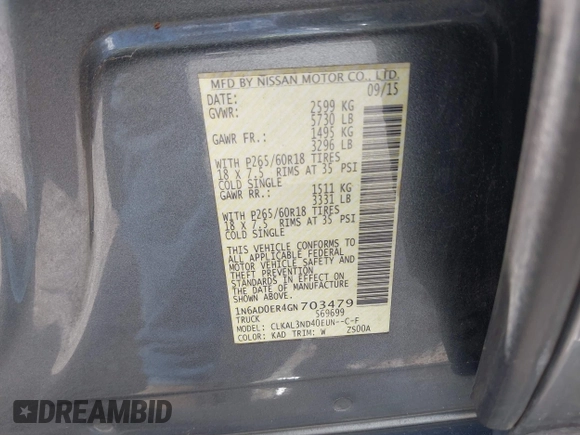 MFD BY NISSAN MOTOR CO., LTD.
DATE: 09/15
GVWR: 2599 KG
5730 LB
GAWR FR.: 1495 KG
3296 LB
WITH P265/60R18 TIRES
18 X 7.5 RIMS AT 35 PSI
COLD SINGLE
GAWR RR.: 1511 KG
3331 LB
WITH P265/60R18 TIRES
18 X 7.5 RIMS AT 35 PSI
COLD SINGLE
THIS VEHICLE CONFORMS TO
ALL APPLICABLE FEDERAL
MOTOR VEHICLE SAFETY AND
THEFT PREVENTION
STANDARDS IN EFFECT ON
THE DATE OF MANUFACTURE
1N6AD0ER4GN703479
TRUCK S69699
MODEL: CLKAL3ND40EUN--C-F
COLOR: KAD TRIM: W ZS00A
DREAMBID